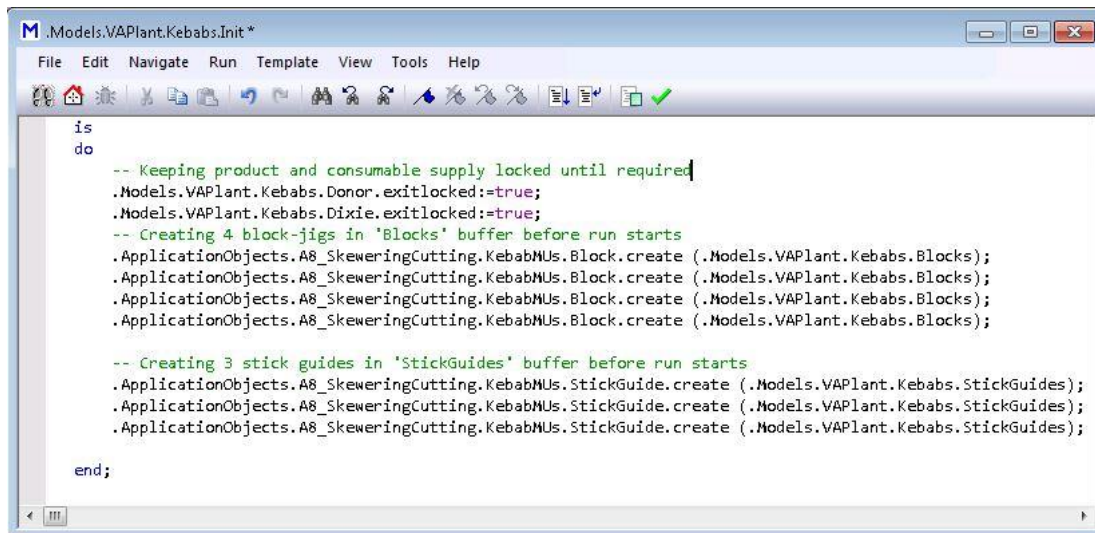 M .Models.VAPlant.Kebabs.Init *
File Edit Navigate Run Template View Tools Help
is
do
-- Keeping product and consumable supply locked until required
.Models.VAPlant.Kebabs.Donor.exitlocked:=true;
.Models.VAPlant.Kebabs.Dixie.exitlocked:=true;
-- Creating 4 block-jigs in 'Blocks' buffer before run starts
.ApplicationObjects.A8_SkeweringCutting.KebabMUs.Block.create (.Models.VAPlant.Kebabs.Blocks);
.ApplicationObjects.A8_SkeweringCutting.KebabMUs.Block.create (.Models.VAPlant.Kebabs.Blocks);
.ApplicationObjects.A8_SkeweringCutting.KebabMUs.Block.create (.Models.VAPlant.Kebabs.Blocks);
.ApplicationObjects.A8_SkeweringCutting.KebabMUs.Block.create (.Models.VAPlant.Kebabs.Blocks);
-- Creating 3 stick guides in 'StickGuides' buffer before run starts
.ApplicationObjects.A8_SkeweringCutting.KebabMUs.StickGuide.create (.Models.VAPlant.Kebabs.StickGuides);
.ApplicationObjects.A8_SkeweringCutting.KebabMUs.StickGuide.create (.Models.VAPlant.Kebabs.StickGuides);
.ApplicationObjects.A8_SkeweringCutting.KebabMUs.StickGuide.create (.Models.VAPlant.Kebabs.StickGuides);
end;